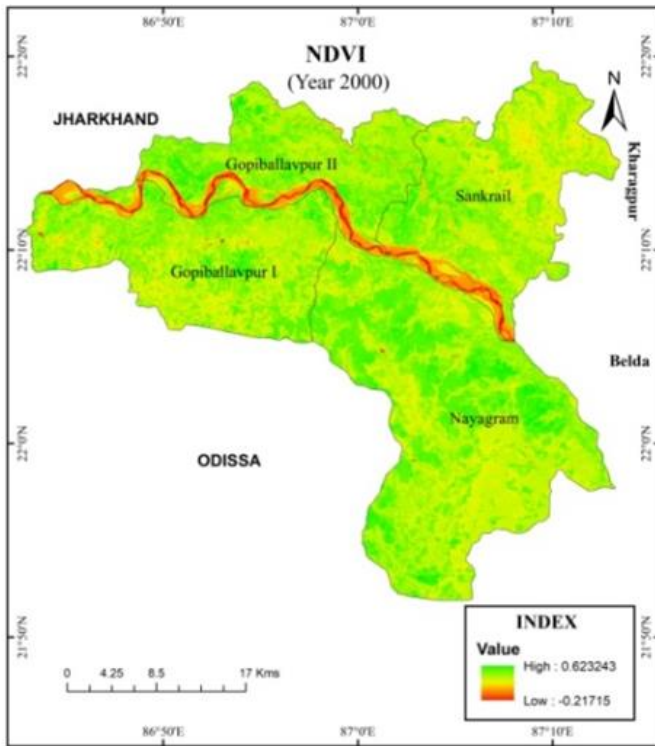 86°50'E 87°0'E 87°10'E
NDVI
(Year 2000)
N
JHARKHAND
Kharagpur
Gopiballavpur II
Sankrail
Gopiballavpur I
Belda
Nayagram
ODISSA
22°20'N
22°10'N
22°0'N
21°50'N
22°20'N
22°10'N
22°0'N
21°50'N
INDEX
Value
High : 0.623243
Low : -0.21715
0 4.25 8.5 17 Kms
86°50'E 87°0'E 87°10'E